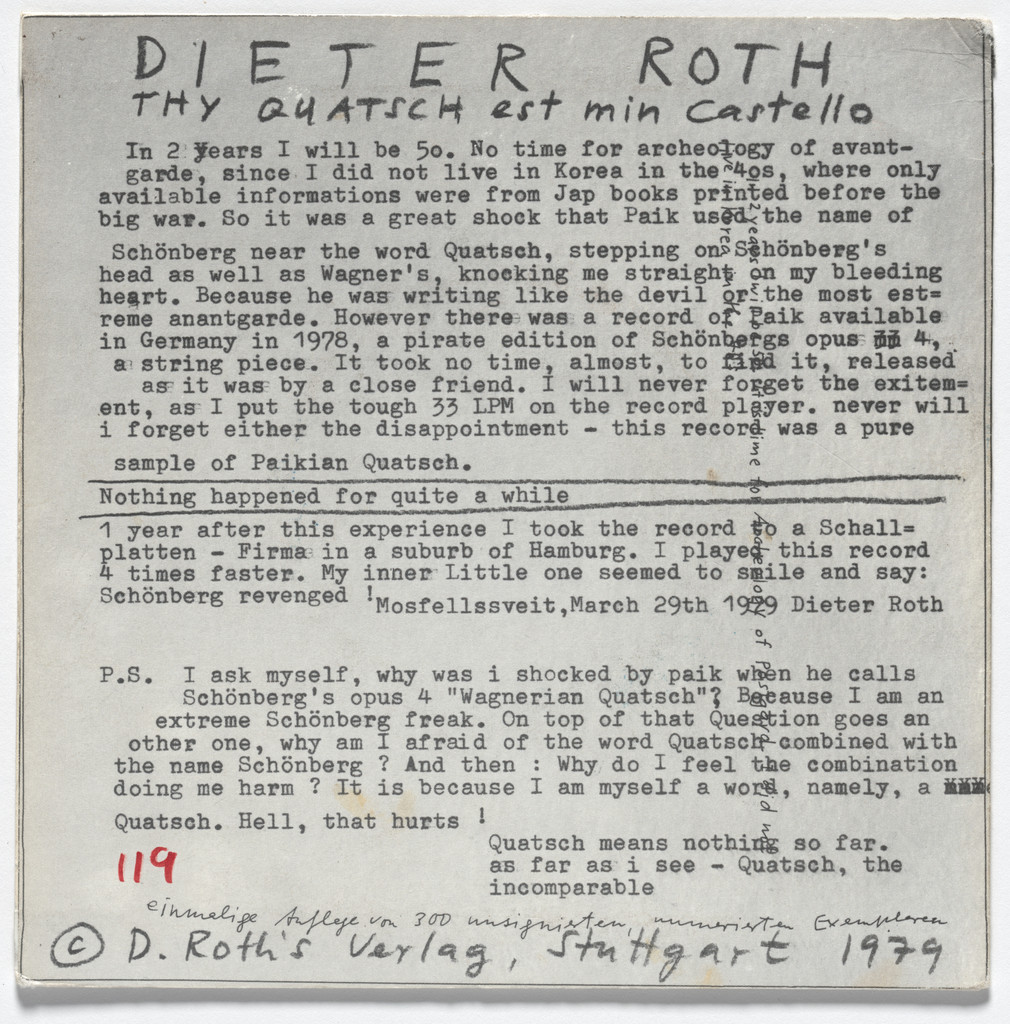 DIETER ROTH
THY QUATSCH est min Castello
In 2 years I will be 50. No time for archeology of avant-
garde, since I did not live in Korea in the 40s, where only
available informations were from Jap books printed before the
big war. So it was a great shock that Paik used the name of
Schönberg near the word Quatsch, stepping on Schönberg's
head as well as Wagner's, knocking me straight on my bleeding
heart. Because he was writing like the devil or the most est=
reme anantgarde. However there was a record of Paik available
in Germany in 1978, a pirate edition of Schönbergs opus 4,
a string piece. It took no time, almost, to find it, released
as it was by a close friend. I will never forget the exitem=
ent, as I put the tough 33 LPM on the record player. never will
i forget either the disappointment - this record was a pure
sample of Paikian Quatsch.
Nothing happened for quite a while
1 year after this experience I took the record to a Schall=
platten - Firma in a suburb of Hamburg. I played this record
4 times faster. My inner Little one seemed to smile and say:
Schönberg revenged !
Mosfellssveit,March 29th 1979 Dieter Roth
P.S. I ask myself, why was i shocked by paik when he calls
Schönberg's opus 4 "Wagnerian Quatsch"? Because I am an
extreme Schönberg freak. On top of that Question goes an
other one, why am I afraid of the word Quatsch combined with
the name Schönberg ? And then : Why do I feel the combination
doing me harm ? It is because I am myself a word, namely, a
Quatsch. Hell, that hurts !
Quatsch means nothing so far.
as far as i see - Quatsch, the
incomparable
119
einmalige Auflage von 300 unsignierten, numerierten Exemplaren
© D. Roth's Verlag, Stuttgart 1979